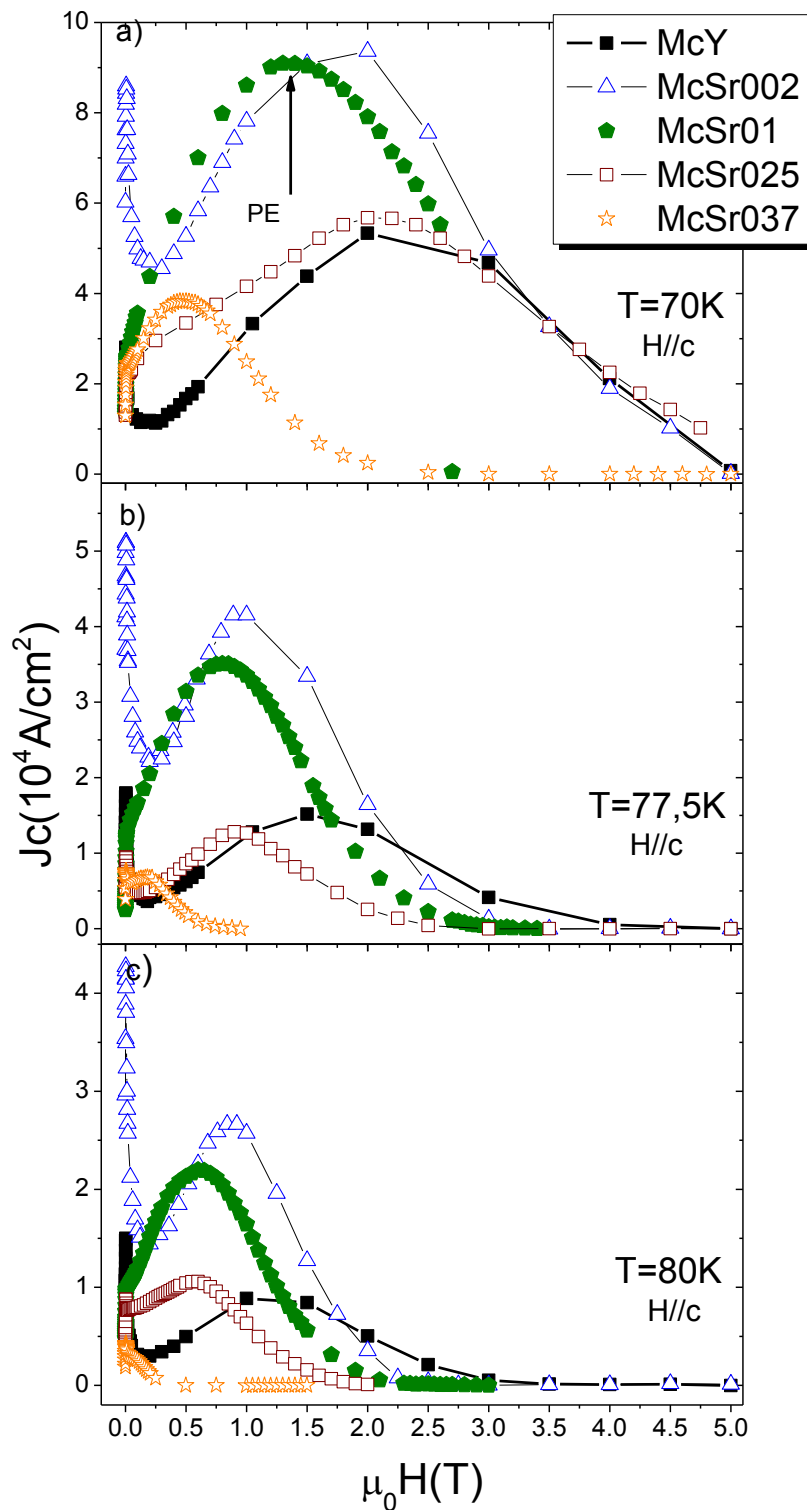 a)
10
8
6
4
2
0
PE
McY
McSr002
McSr01
McSr025
McSr037
T=70K
H//c
b)
5
4
3
2
1
0
Jc(10⁴A/cm²)
T=77,5K
H//c
c)
4
3
2
1
0
T=80K
H//c
0.0 0.5 1.0 1.5 2.0 2.5 3.0 3.5 4.0 4.5 5.0
μ₀H(T)